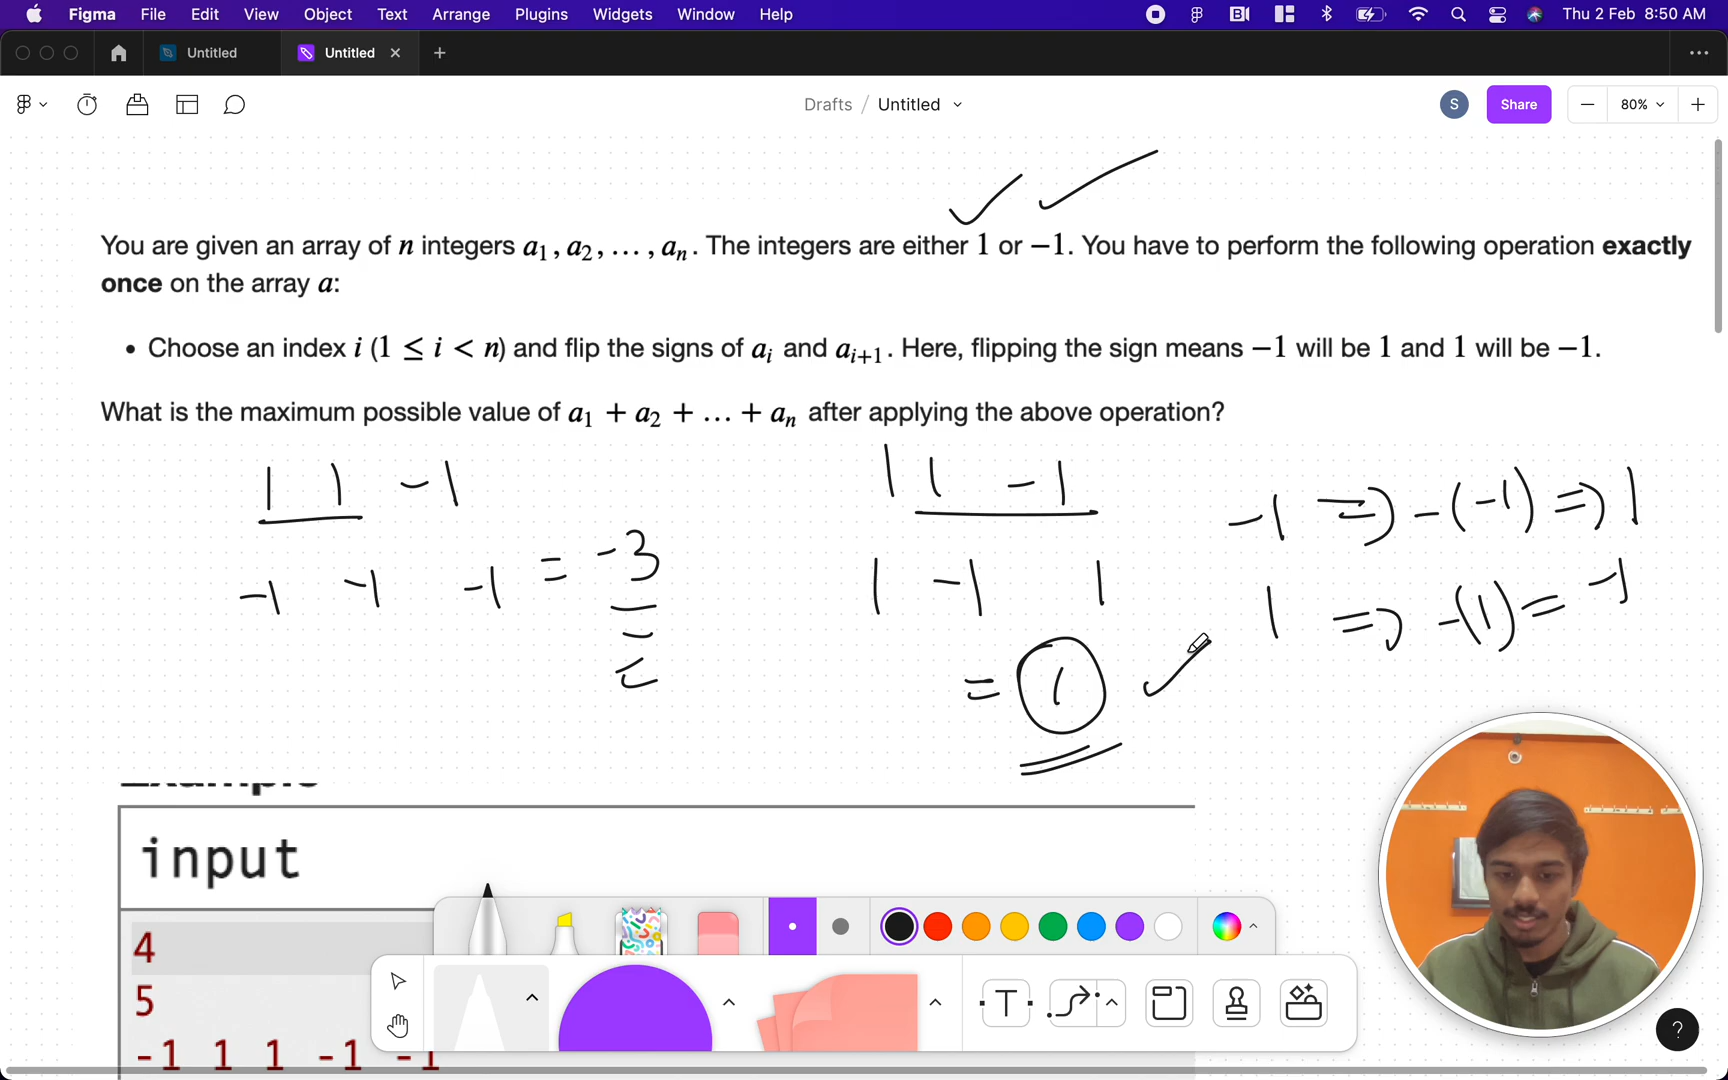 Figma File Edit View Object Text Arrange Plugins Widgets Window Help Thu 2 Feb 8:50 AM
Untitled Untitled
Drafts / Untitled S Share 80%
You are given an array of n integers a₁, a₂, …, aₙ. The integers are either 1 or −1. You have to perform the following operation exactly
once on the array a:
• Choose an index i (1 ≤ i < n) and flip the signs of aᵢ and aᵢ₊₁. Here, flipping the sign means −1 will be 1 and 1 will be −1.
What is the maximum possible value of a₁ + a₂ + … + aₙ after applying the above operation?
1 1 -1
-1 -1 -1 = -3
1 1 -1
1 -1 1
= 1
-1 => -(-1) => 1
1 => -(1) = -1
Example
input
4
5
-1 1 1 -1 -1
T
?